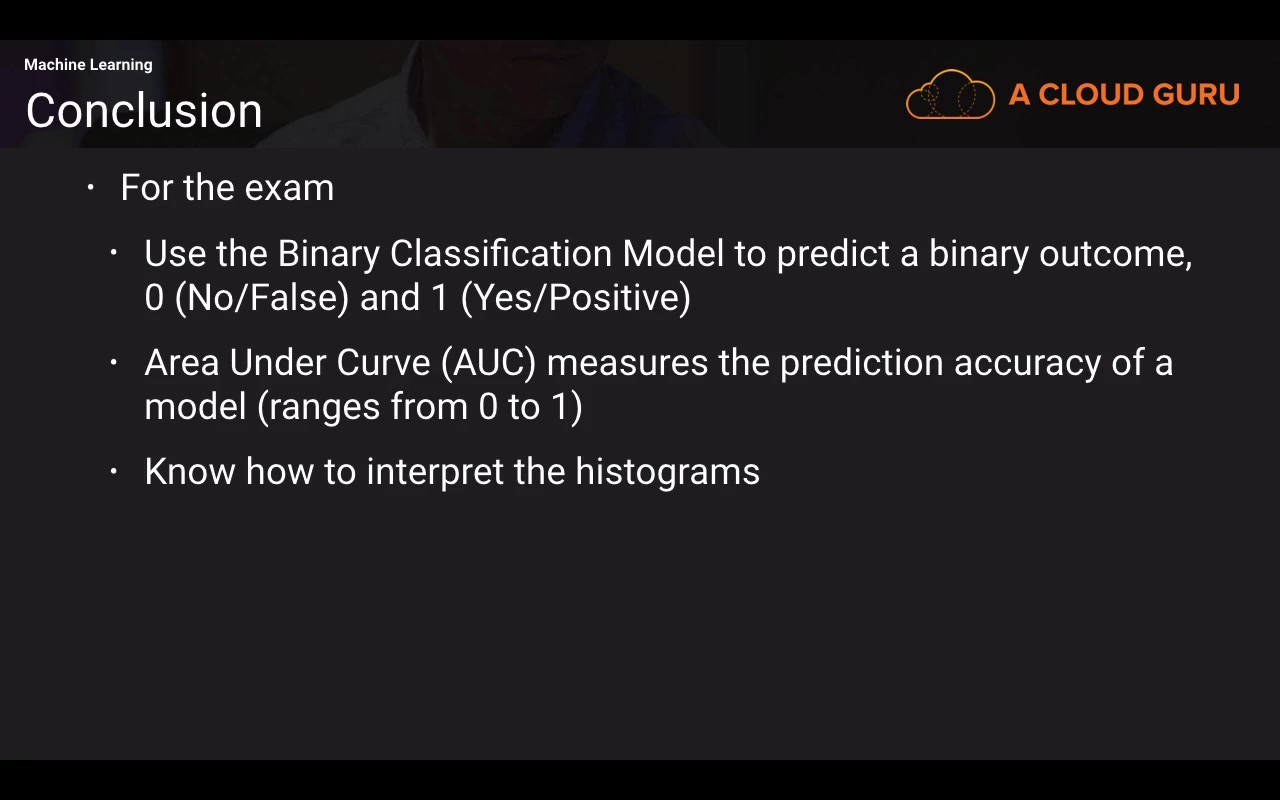 Machine Learning
Conclusion
A CLOUD GURU
• For the exam
• Use the Binary Classification Model to predict a binary outcome,
0 (No/False) and 1 (Yes/Positive)
• Area Under Curve (AUC) measures the prediction accuracy of a
model (ranges from 0 to 1)
• Know how to interpret the histograms